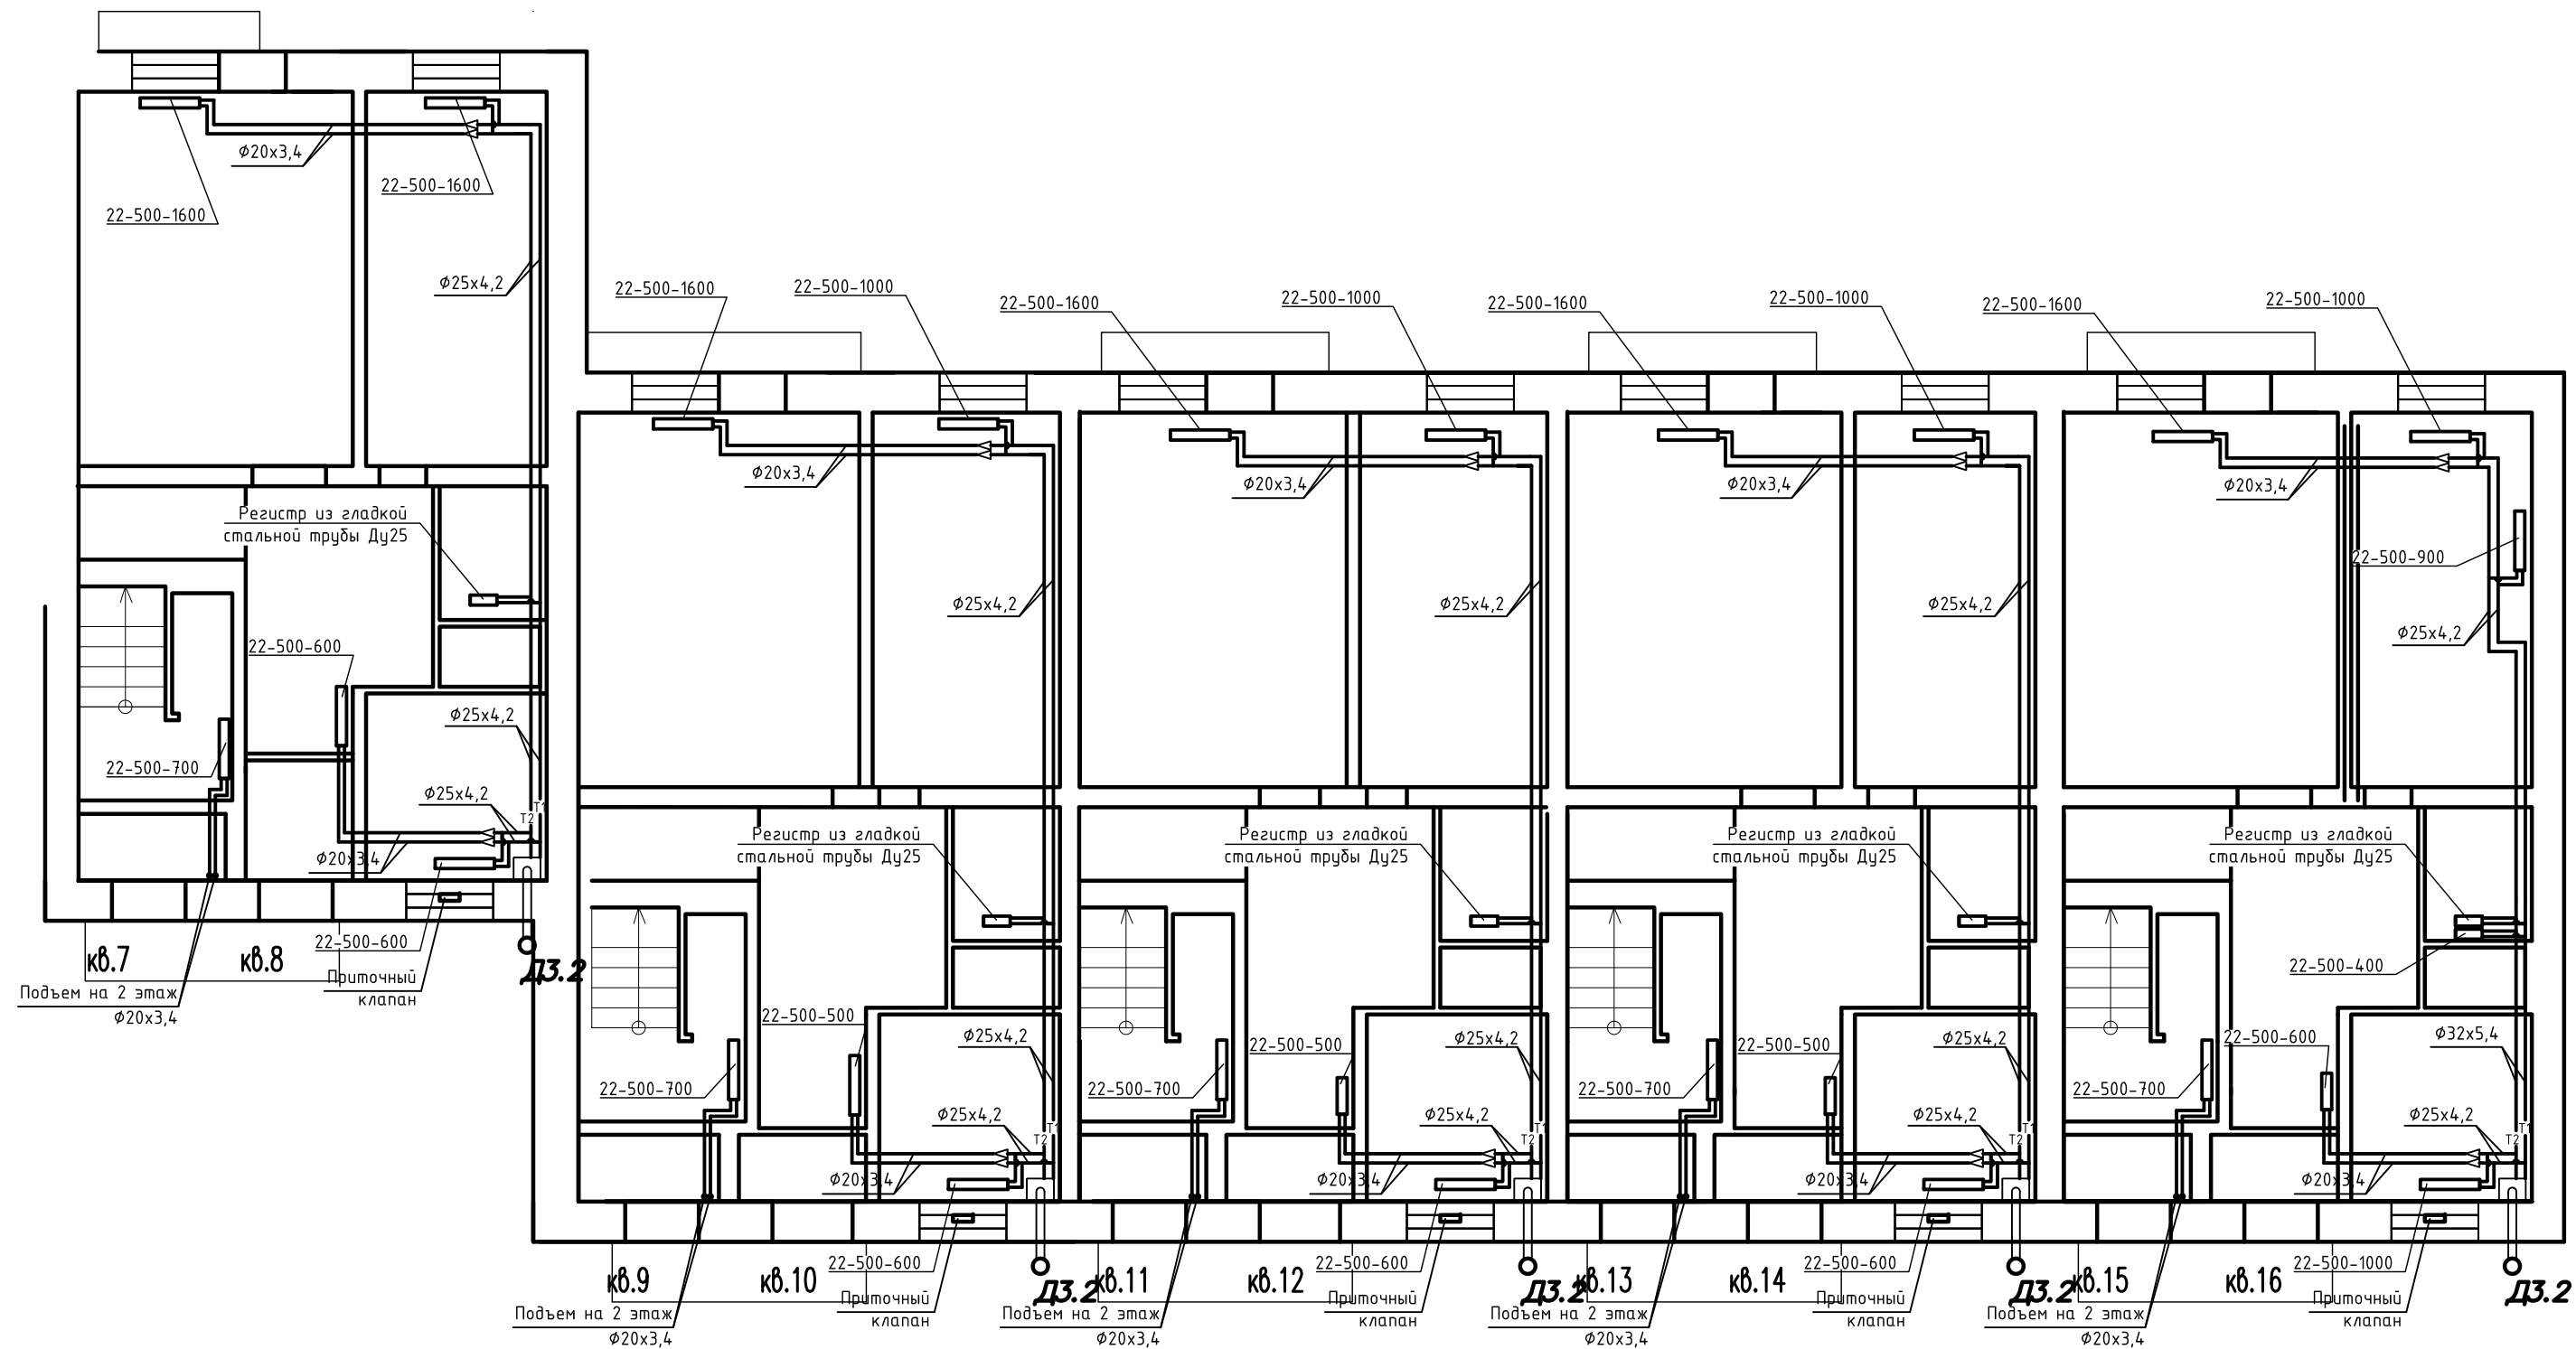 Ф20х3,4
22-500-1600
22-500-1600
Ф25х4,2
22-500-1600
22-500-1000
22-500-1600
22-500-1000
22-500-1600
22-500-1000
22-500-1600
22-500-1000
Ф20х3,4
Ф20х3,4
Ф20х3,4
Ф20х3,4
Регистр из гладкой
стальной трубы Ду25
22-500-900
Ф25х4,2
Ф25х4,2
Ф25х4,2
Ф25х4,2
22-500-600
Ф25х4,2
22-500-700
Ф25х4,2
Т1
Т2
Ф20х3,4
Регистр из гладкой
стальной трубы Ду25
Регистр из гладкой
стальной трубы Ду25
Регистр из гладкой
стальной трубы Ду25
Регистр из гладкой
стальной трубы Ду25
22-500-600
кв.7
кв.8
Д3.2
Приточный
клапан
Подъем на 2 этаж
Ф20х3,4
22-500-400
22-500-500
Ф25х4,2
22-500-500
Ф25х4,2
22-500-500
Ф25х4,2
22-500-600
Ф32х5,4
22-500-700
22-500-700
22-500-700
22-500-700
Ф25х4,2
Ф25х4,2
Ф25х4,2
Ф25х4,2
Т1
Т2
Т1
Т2
Т1
Т2
Т1
Т2
Ф20х3,4
Ф20х3,4
Ф20х3,4
Ф20х3,4
22-500-600
22-500-600
22-500-600
22-500-1000
кв.9
кв.10
Д3.2
кв.11
кв.12
Д3.2
кв.13
кв.14
Д3.2
кв.15
кв.16
Д3.2
Приточный
клапан
Приточный
клапан
Приточный
клапан
Приточный
клапан
Подъем на 2 этаж
Ф20х3,4
Подъем на 2 этаж
Ф20х3,4
Подъем на 2 этаж
Ф20х3,4
Подъем на 2 этаж
Ф20х3,4